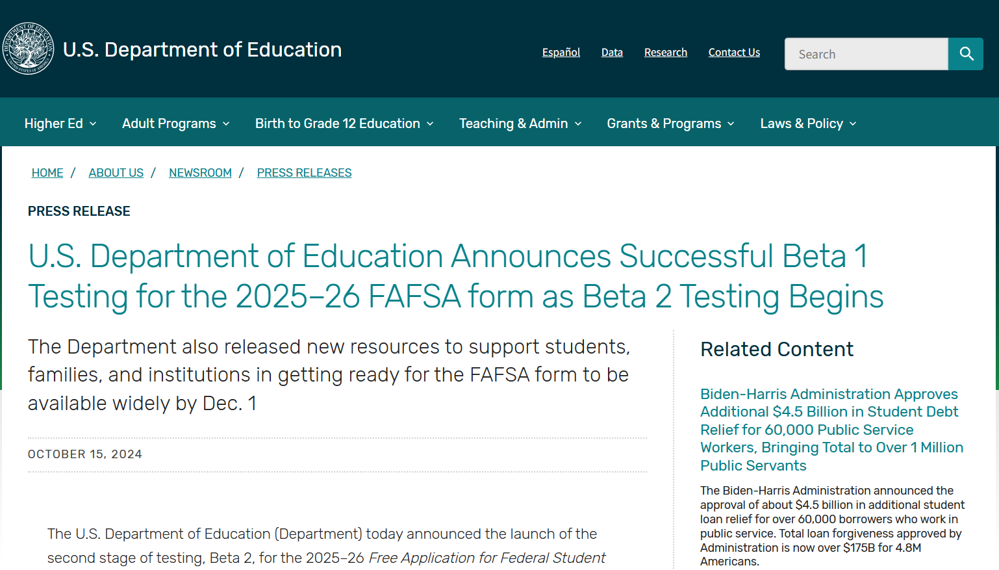 U.S. Department of Education
Español Data Research Contact Us
Search
Higher Ed Adult Programs Birth to Grade 12 Education Teaching & Admin Grants & Programs Laws & Policy
HOME / ABOUT US / NEWSROOM / PRESS RELEASES
PRESS RELEASE
U.S. Department of Education Announces Successful Beta 1
Testing for the 2025–26 FAFSA form as Beta 2 Testing Begins
The Department also released new resources to support students,
families, and institutions in getting ready for the FAFSA form to be
available widely by Dec. 1
OCTOBER 15, 2024
The U.S. Department of Education (Department) today announced the launch of the
second stage of testing, Beta 2, for the 2025–26 Free Application for Federal Student
Related Content
Biden-Harris Administration Approves
Additional $4.5 Billion in Student Debt
Relief for 60,000 Public Service
Workers, Bringing Total to Over 1 Million
Public Servants
The Biden-Harris Administration announced the
approval of about $4.5 billion in additional student
loan relief for over 60,000 borrowers who work in
public service. Total loan forgiveness approved by
Administration is now over $175B for 4.8M
Americans.
DEPARTMENT OF EDUCATION
UNITED STATES OF AMERICA